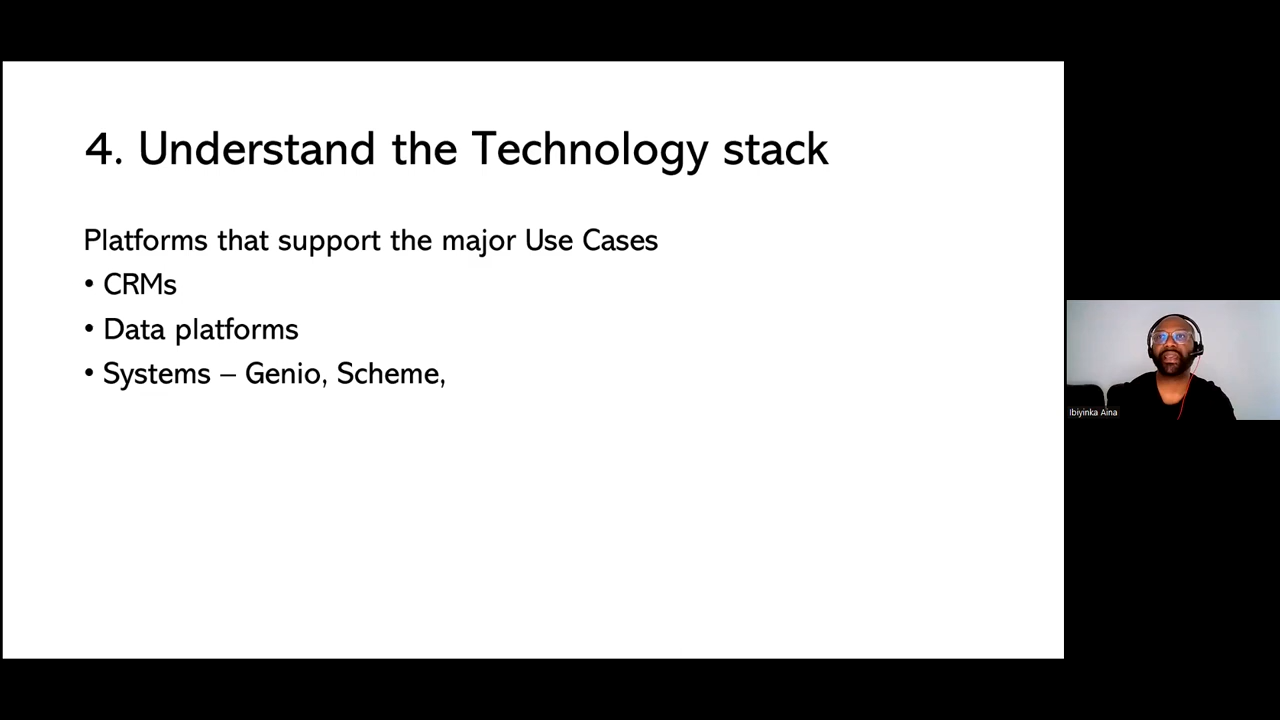 4. Understand the Technology stack
Platforms that support the major Use Cases
• CRMs
• Data platforms
• Systems – Genio, Scheme,
Ibiyinka Aina